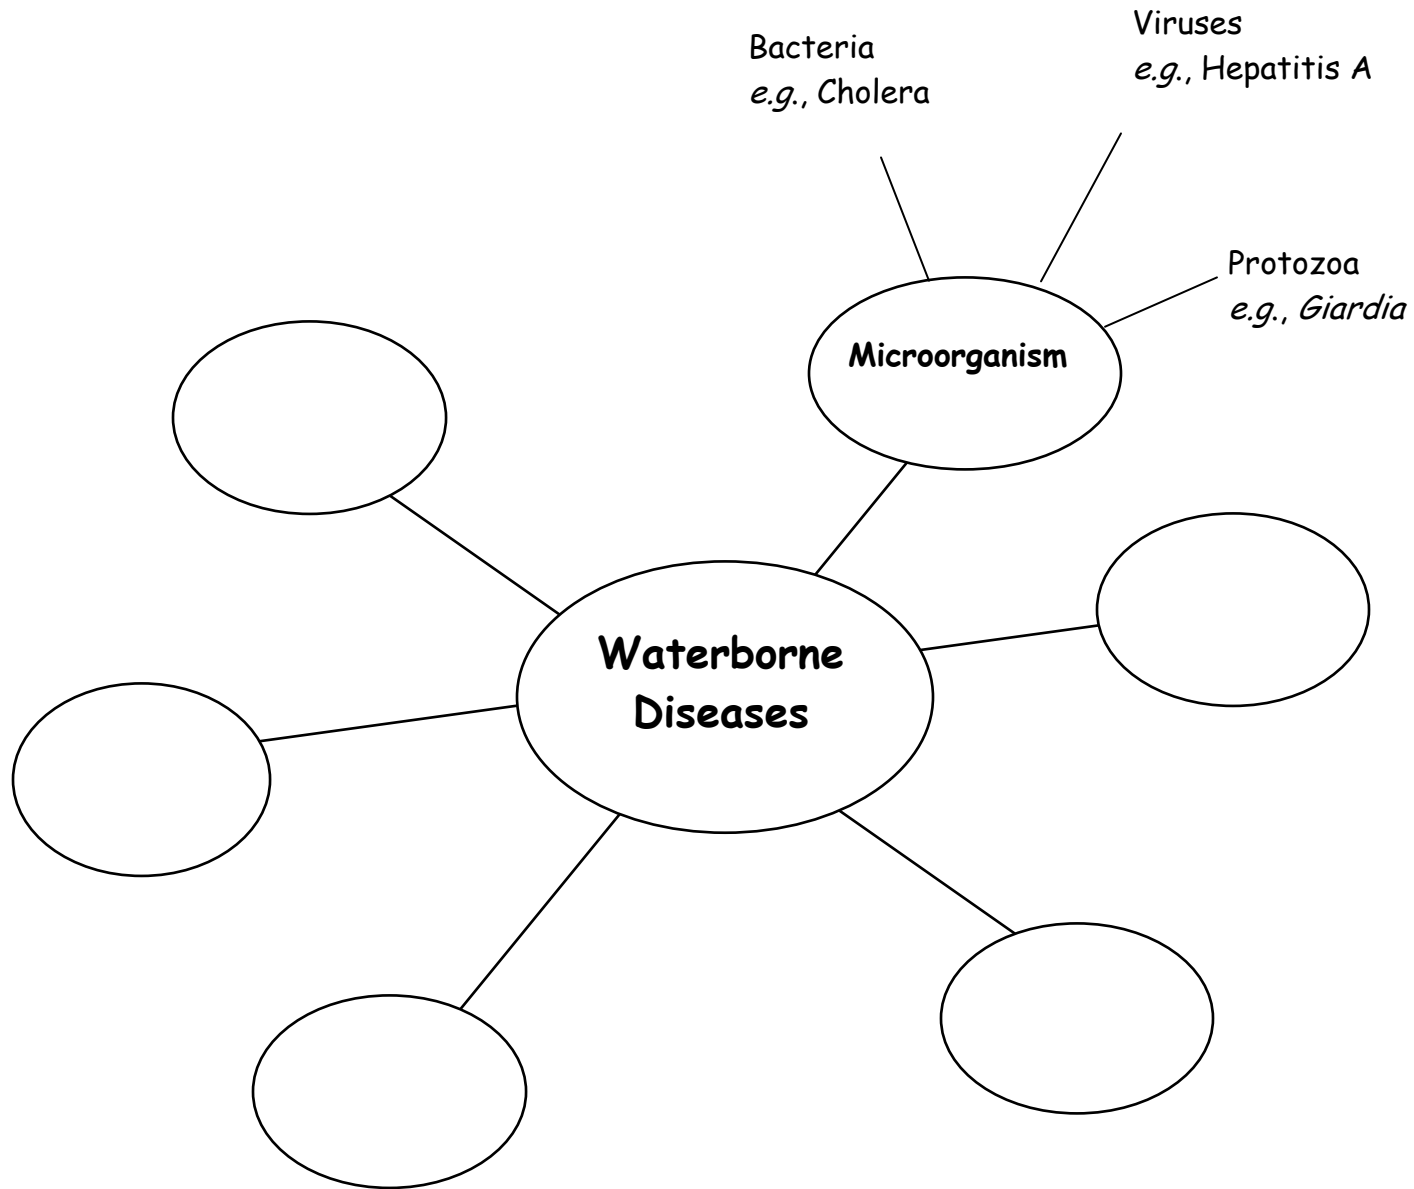 Bacteria
e.g., Cholera
Viruses
e.g., Hepatitis A
Protozoa
e.g., Giardia
Microorganism
Waterborne
Diseases